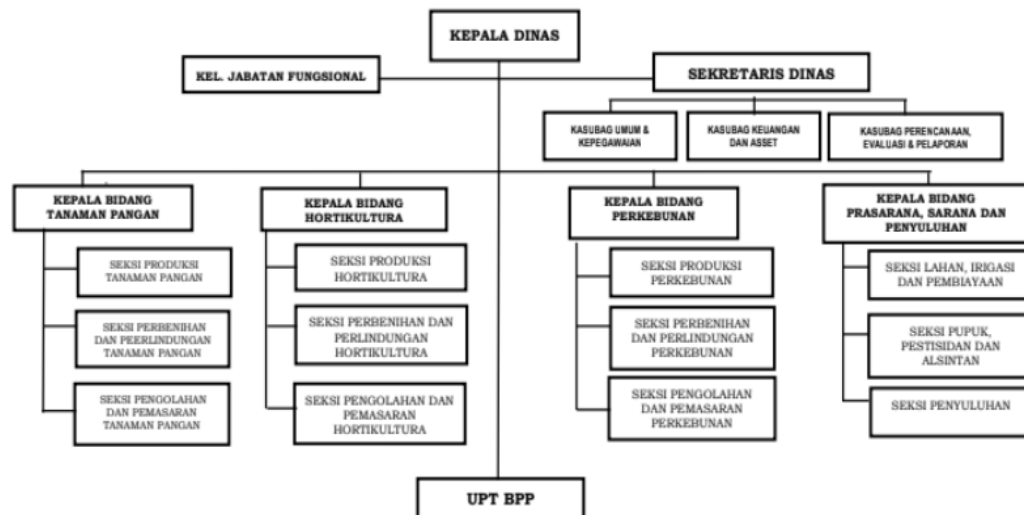 KEPALA DINAS
KEL. JABATAN FUNGSIONAL
SEKRETARIS DINAS
KASUBAG UMUM &
KEPEGAWAIAN
KASUBAG KEUANGAN
DAN ASSET
KASUBAG PERENCANAAN,
EVALUASI & PELAPORAN
KEPALA BIDANG
TANAMAN PANGAN
KEPALA BIDANG
HORTIKULTURA
KEPALA BIDANG
PERKEBUNAN
KEPALA BIDANG
PRASARANA, SARANA DAN
PENYULUHAN
SEKSI PRODUKSI
TANAMAN PANGAN
SEKSI PERBENIHAN
DAN PEERLINDUNGAN
TANAMAN PANGAN
SEKSI PENGOLAHAN
DAN PEMASARAN
TANAMAN PANGAN
SEKSI PRODUKSI
HORTIKULTURA
SEKSI PERBENIHAN DAN
PERLINDUNGAN
HORTIKULTURA
SEKSI PENGOLAHAN DAN
PEMASARAN
HORTIKULTURA
SEKSI PRODUKSI
PERKEBUNAN
SEKSI PERBENIHAN
DAN PERLINDUNGAN
PERKEBUNAN
SEKSI PENGOLAHAN
DAN PEMASARAN
PERKEBUNAN
SEKSI LAHAN, IRIGASI
DAN PEMBIAYAAN
SEKSI PUPUK,
PESTISIDAN DAN
ALSINTAN
SEKSI PENYULUHAN
UPT BPP